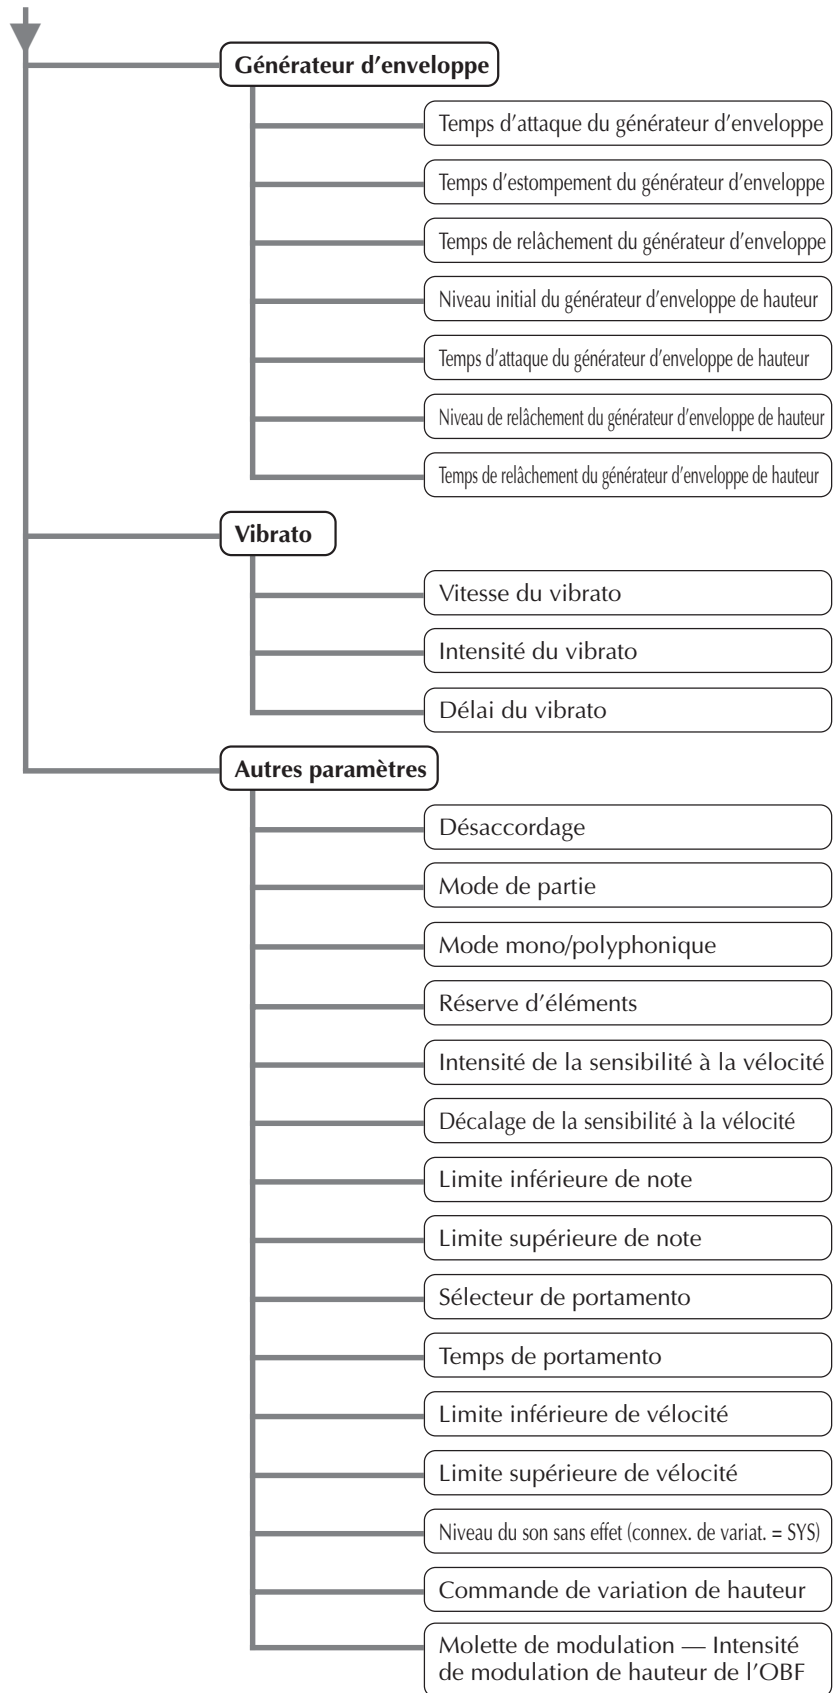 Générateur d’enveloppe
Temps d’attaque du générateur d’enveloppe
Temps d’estompement du générateur d’enveloppe
Temps de relâchement du générateur d’enveloppe
Niveau initial du générateur d’enveloppe de hauteur
Temps d’attaque du générateur d’enveloppe de hauteur
Niveau de relâchement du générateur d’enveloppe de hauteur
Temps de relâchement du générateur d’enveloppe de hauteur
Vibrato
Vitesse du vibrato
Intensité du vibrato
Délai du vibrato
Autres paramètres
Désaccordage
Mode de partie
Mode mono/polyphonique
Réserve d’éléments
Intensité de la sensibilité à la vélocité
Décalage de la sensibilité à la vélocité
Limite inférieure de note
Limite supérieure de note
Sélecteur de portamento
Temps de portamento
Limite inférieure de vélocité
Limite supérieure de vélocité
Niveau du son sans effet (connex. de variat. = SYS)
Commande de variation de hauteur
Molette de modulation — Intensité
de modulation de hauteur de l’OBF